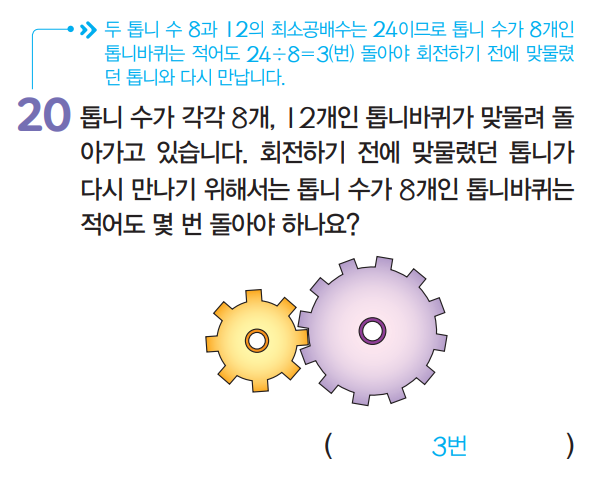 두 톱니 수 8과 12의 최소공배수는 24이므로 톱니 수가 8개인
톱니바퀴는 적어도 24÷8=3(번) 돌아야 회전하기 전에 맞물렸
던 톱니와 다시 만납니다.
20 톱니 수가 각각 8개, 12개인 톱니바퀴가 맞물려 돌
아가고 있습니다. 회전하기 전에 맞물렸던 톱니가
다시 만나기 위해서는 톱니 수가 8개인 톱니바퀴는
적어도 몇 번 돌아야 하나요?
( 3번 )